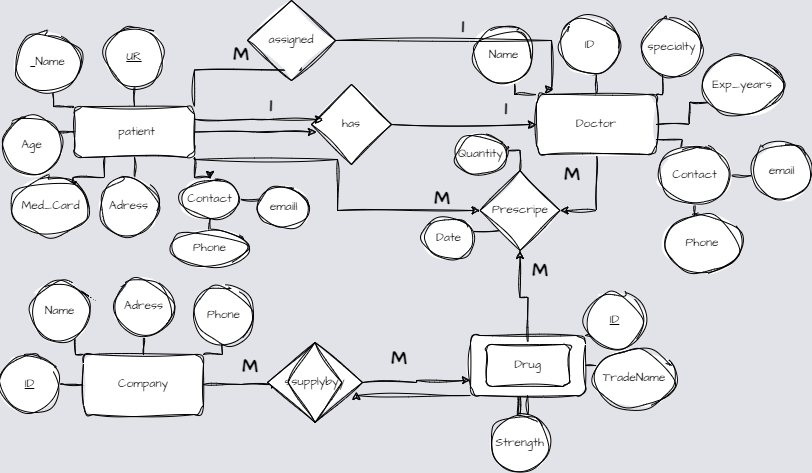 assigned
1
M
_Name
UR
Name
ID
specialty
Exp_years
1
1
patient
has
Doctor
Age
Quantity
M
Contact
email
Med_Card
Adress
Contact
emaill
M
Prescripe
Phone
Date
Phone
M
Name
Adress
Phone
ID
M
M
Drug
TradeName
ID
Company
supplyby
Strength